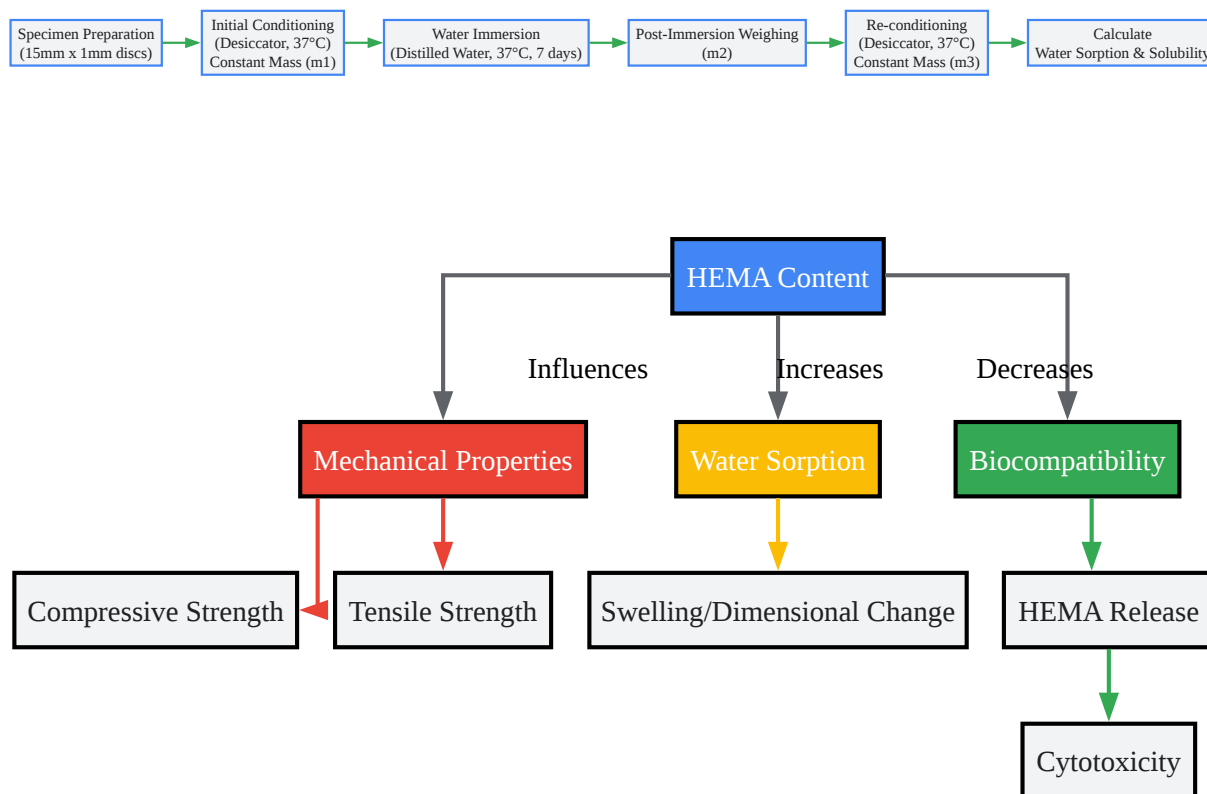 Specimen Preparation
(15mm x 1mm discs)
Initial Conditioning
(Desiccator, 37°C)
Constant Mass (m1)
Water Immersion
(Distilled Water, 37°C, 7 days)
Post-Immersion Weighing
(m2)
Re-conditioning
(Desiccator, 37°C)
Constant Mass (m3)
Calculate
Water Sorption & Solubility
HEMA Content
Influences
Increases
Decreases
Mechanical Properties
Water Sorption
Biocompatibility
Compressive Strength
Tensile Strength
Swelling/Dimensional Change
HEMA Release
Cytotoxicity